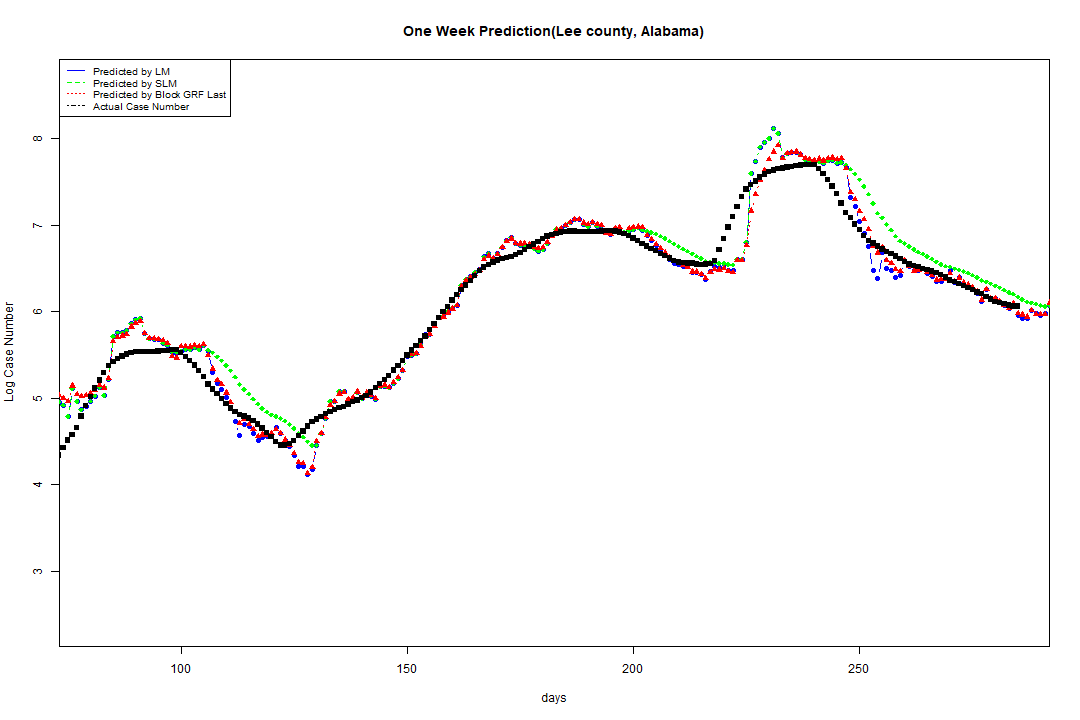 One Week Prediction(Lee county, Alabama)
Predicted by LM
Predicted by SLM
Predicted by Block GRF Last
Actual Case Number
Log Case Number
8
7
6
5
4
3
100 150 200 250
days